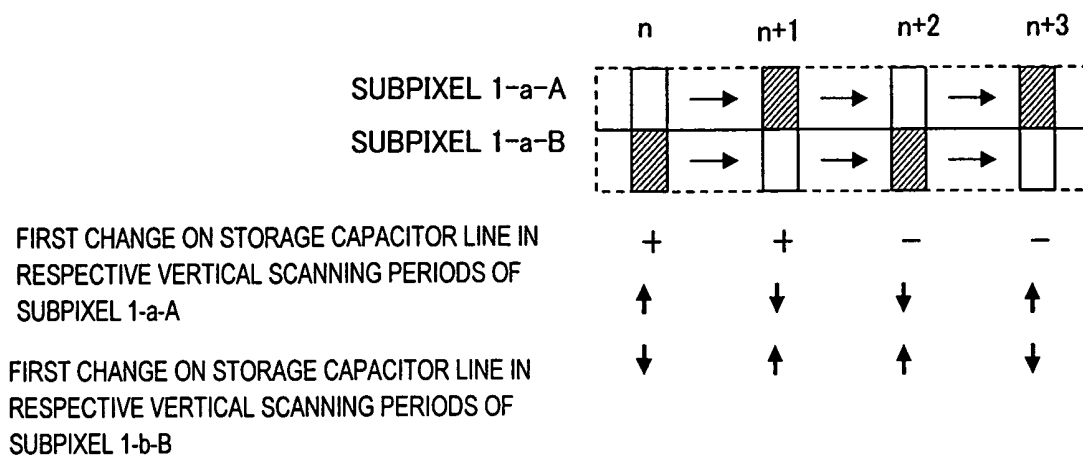 n n+1 n+2 n+3
SUBPIXEL 1-a-A
SUBPIXEL 1-a-B
FIRST CHANGE ON STORAGE CAPACITOR LINE IN
RESPECTIVE VERTICAL SCANNING PERIODS OF
SUBPIXEL 1-a-A
+ + − −
↑ ↓ ↓ ↑
↓ ↑ ↑ ↓
FIRST CHANGE ON STORAGE CAPACITOR LINE IN
RESPECTIVE VERTICAL SCANNING PERIODS OF
SUBPIXEL 1-b-B